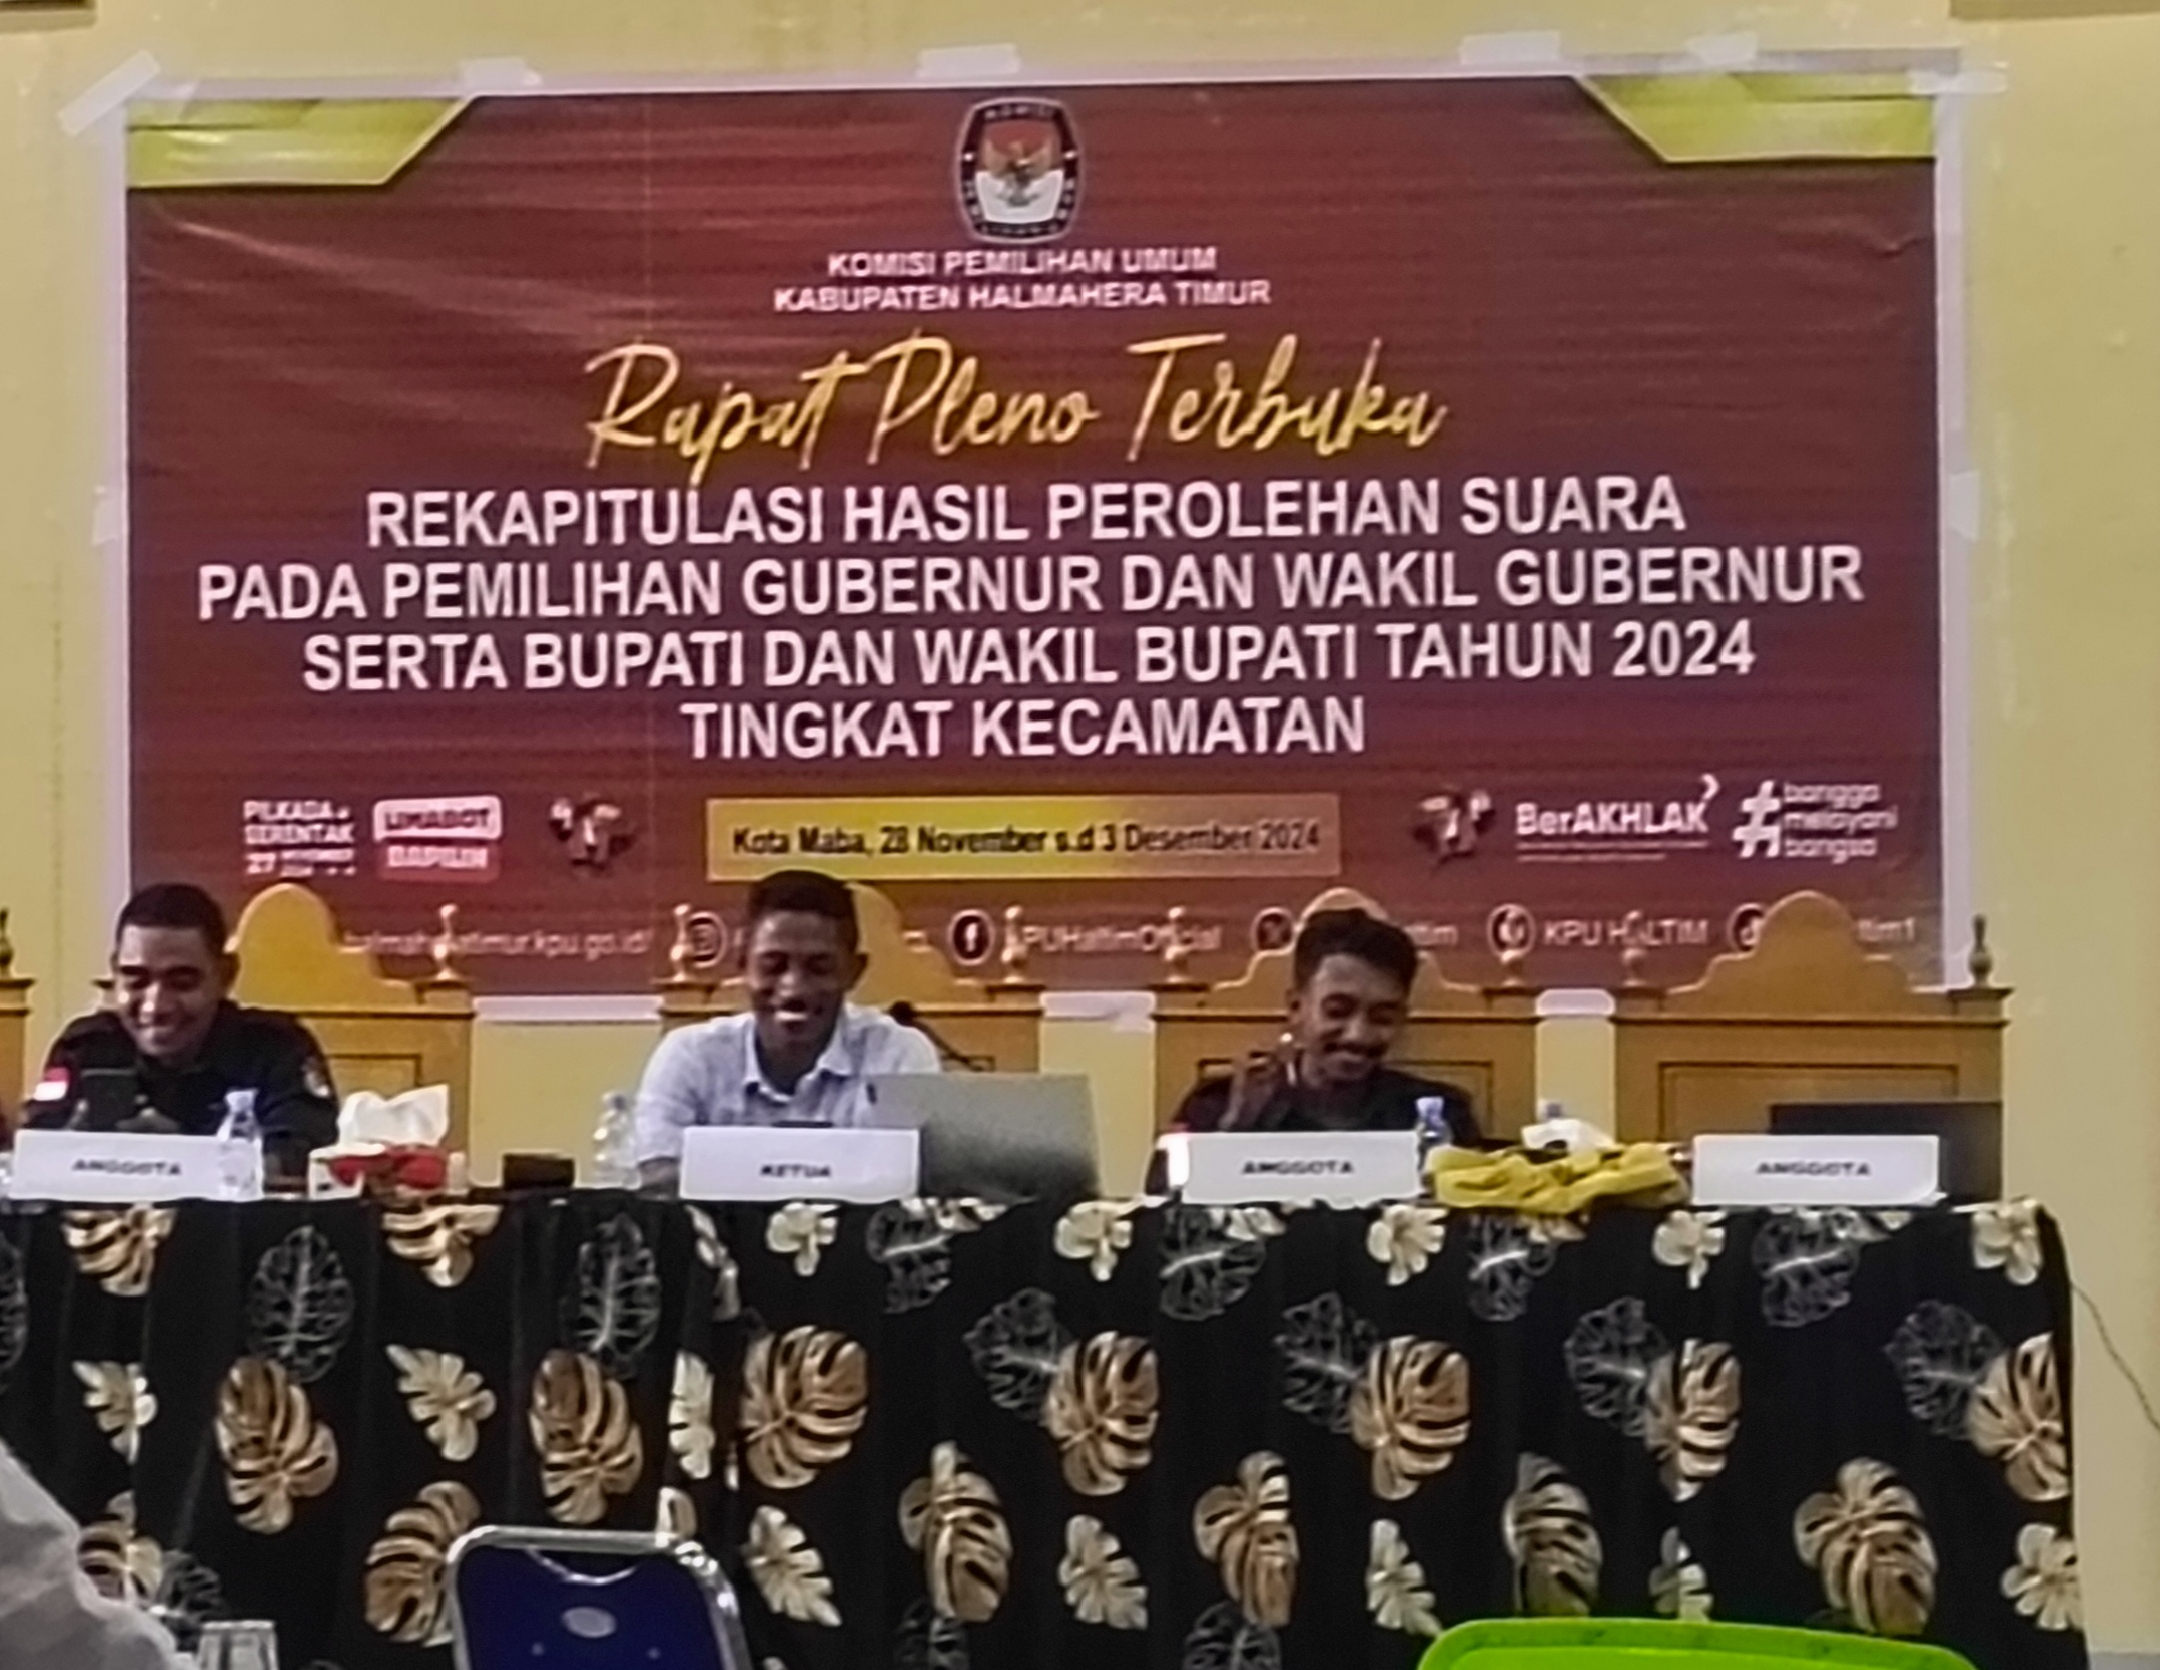 KOMISI PEMILIHAN UMUM
KABUPATEN HALMAHERA TIMUR
Rapat Pleno Terbuka
REKAPITULASI HASIL PEROLEHAN SUARA
PADA PEMILIHAN GUBERNUR DAN WAKIL GUBERNUR
SERTA BUPATI DAN WAKIL BUPATI TAHUN 2024
TINGKAT KECAMATAN
PILKADA
SERENTAK
27
Kota Maba, 28 November s.d 3 Desember 2024
BerAKHLAK
#bangga
melayani
bangsa
KPU HALTIM
ANGGOTA
KETUA
ANGGOTA
ANGGOTA